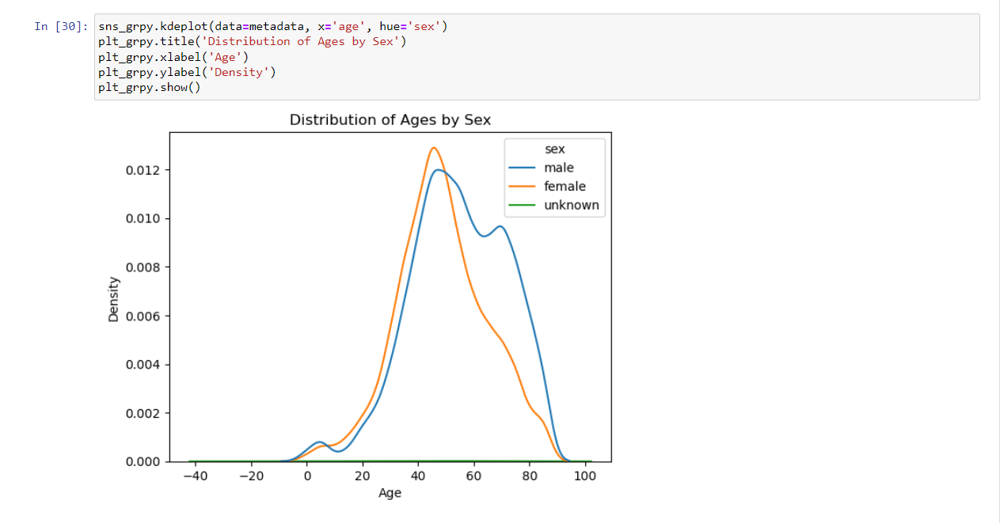 In [30]:
sns_grpy.kdeplot(data=metadata, x='age', hue='sex')
plt_grpy.title('Distribution of Ages by Sex')
plt_grpy.xlabel('Age')
plt_grpy.ylabel('Density')
plt_grpy.show()
Distribution of Ages by Sex
sex
male
female
unknown
0.012
0.010
0.008
0.006
0.004
0.002
0.000
Density
−40 −20 0 20 40 60 80 100
Age